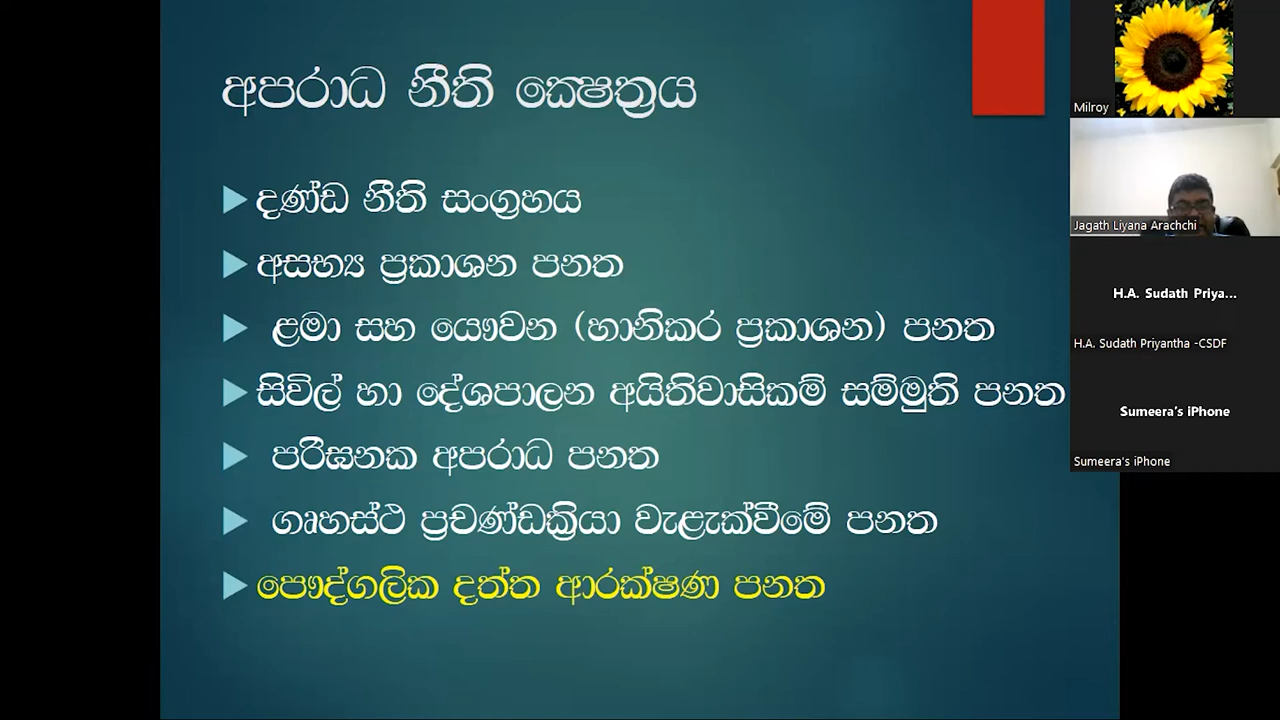 අපරාධ නීති ක්‍ෂෙත්‍රය
දණ්ඩ නීති සංග්‍රහය
අසභ්‍ය ප්‍රකාශන පනත
ළමා සහ යෞවන (හානිකර ප්‍රකාශන) පනත
සිවිල් හා දේශපාලන අයිතිවාසිකම් සම්මුති පනත
පරිඝනක අපරාධ පනත
ගෘහස්ථ ප්‍රචණ්ඩක්‍රියා වැළැක්වීමේ පනත
පෞද්ගලික දත්ත ආරක්ෂණ පනත
Milroy
Jagath Liyana Arachchi
H.A. Sudath Priya...
H.A. Sudath Priyantha -CSDF
Sumeera's iPhone
Sumeera's iPhone